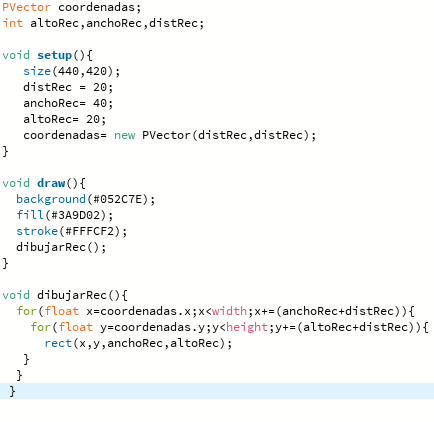 PVector coordenadas;
int altoRec,anchoRec,distRec;

void setup(){
   size(440,420);
   distRec = 20;
   anchoRec= 40;
   altoRec= 20;
   coordenadas= new PVector(distRec,distRec);
}

void draw(){
  background(#052C7E);
  fill(#3A9D02);
  stroke(#FFFCF2);
  dibujarRec();
}

void dibujarRec(){
  for(float x=coordenadas.x;x<width;x+=(anchoRec+distRec)){
    for(float y=coordenadas.y;y<height;y+=(altoRec+distRec)){
      rect(x,y,anchoRec,altoRec);
   }
  }
 }